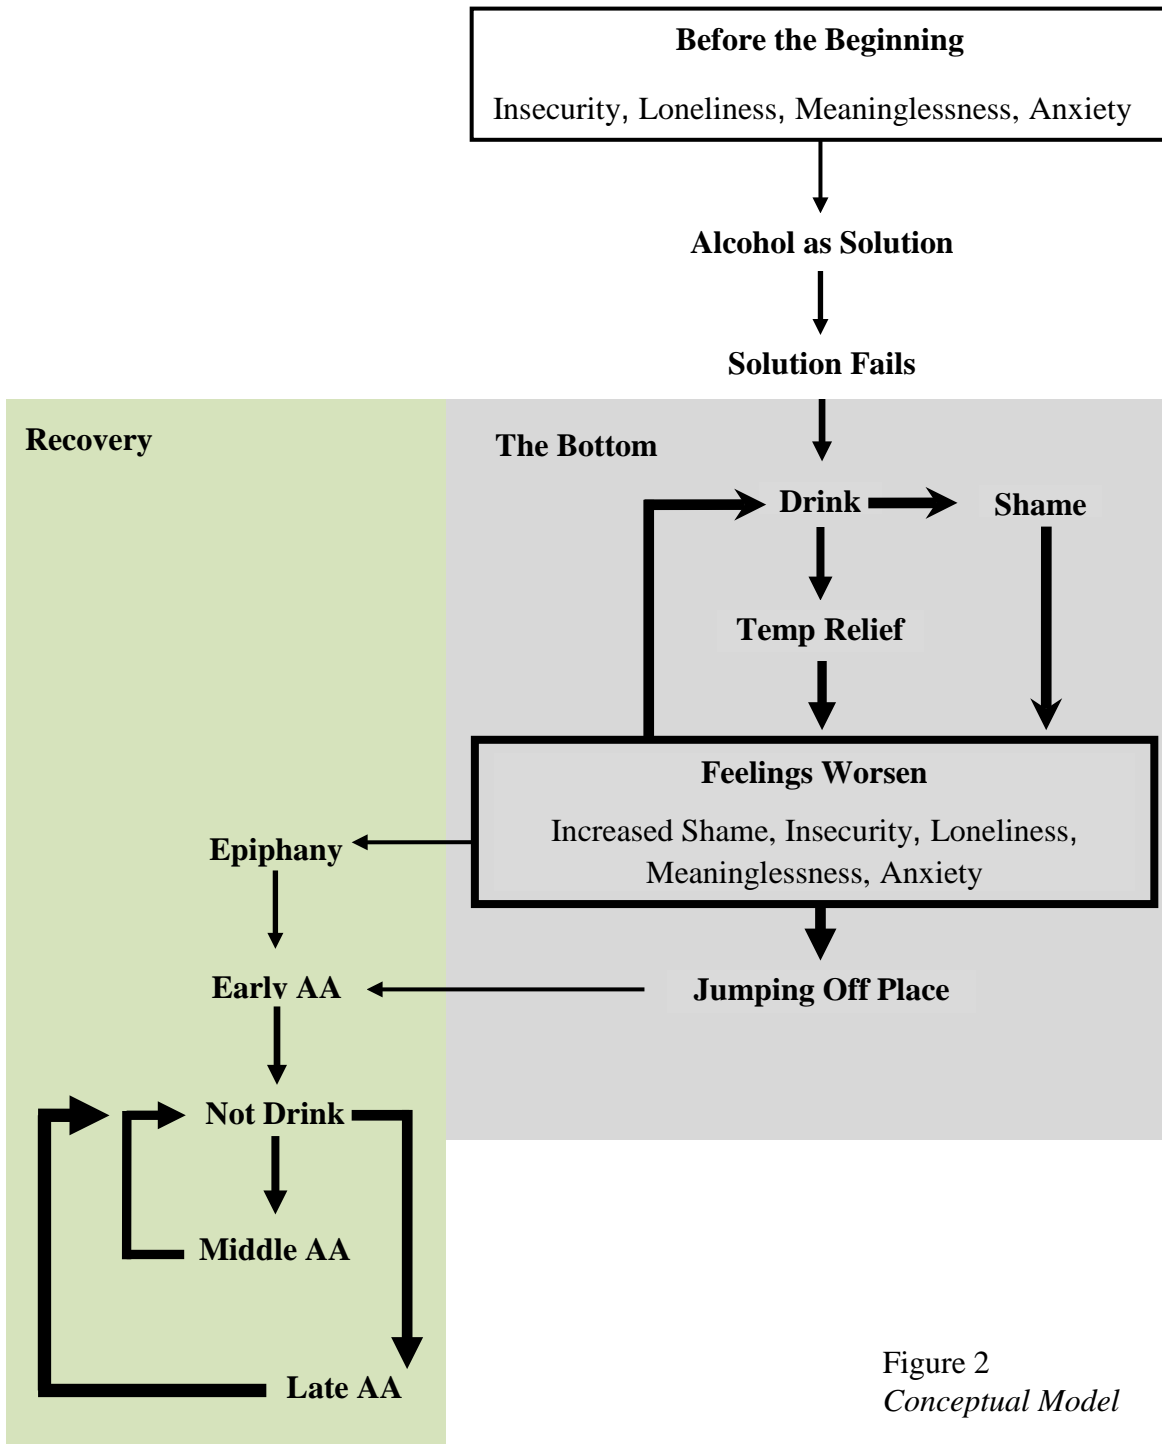 Before the Beginning
Insecurity, Loneliness, Meaninglessness, Anxiety
Alcohol as Solution
Solution Fails
Recovery
The Bottom
Drink
Shame
Temp Relief
Feelings Worsen
Increased Shame, Insecurity, Loneliness,
Meaninglessness, Anxiety
Epiphany
Early AA
Jumping Off Place
Not Drink
Middle AA
Late AA
Figure 2
Conceptual Model